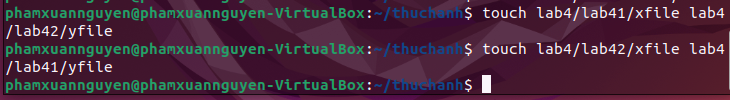 phamxuannguyen@phamxuannguyen-VirtualBox:~/thuchanh$ touch lab4/lab41/xfile lab4
/lab42/yfile
phamxuannguyen@phamxuannguyen-VirtualBox:~/thuchanh$ touch lab4/lab42/xfile lab4
/lab41/yfile
phamxuannguyen@phamxuannguyen-VirtualBox:~/thuchanh$